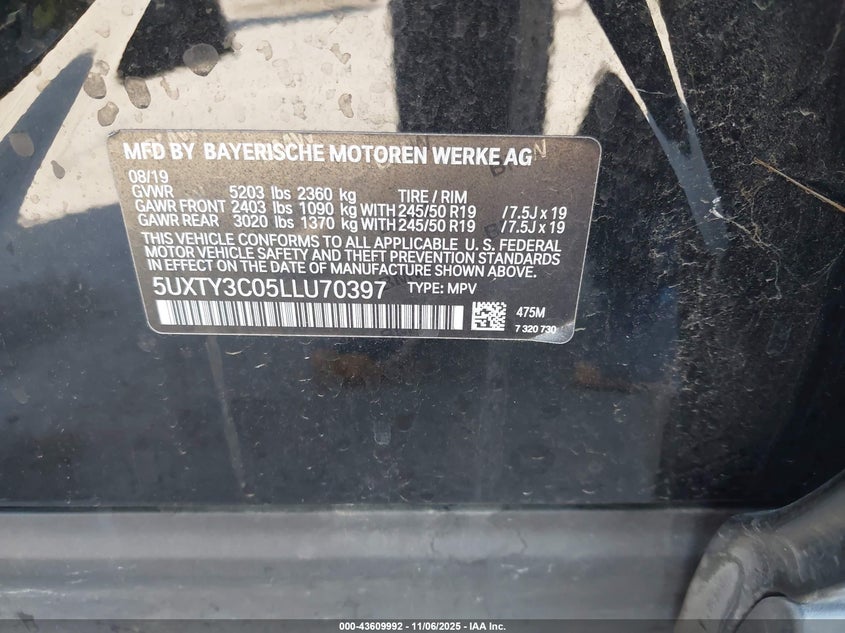 MFD BY BAYERISCHE MOTOREN WERKE AG
08/19
GVWR 5203 lbs 2360 kg TIRE / RIM
GAWR FRONT 2403 lbs 1090 kg WITH 245/50 R19 / 7.5J x 19
GAWR REAR 3020 lbs 1370 kg WITH 245/50 R19 / 7.5J x 19
THIS VEHICLE CONFORMS TO ALL APPLICABLE U. S. FEDERAL
MOTOR VEHICLE SAFETY AND THEFT PREVENTION STANDARDS
IN EFFECT ON THE DATE OF MANUFACTURE SHOWN ABOVE.
5UXTY3C05LLU70397 TYPE: MPV
475M
7 320 730
000-43609992 - 11/06/2025 - IAA Inc.